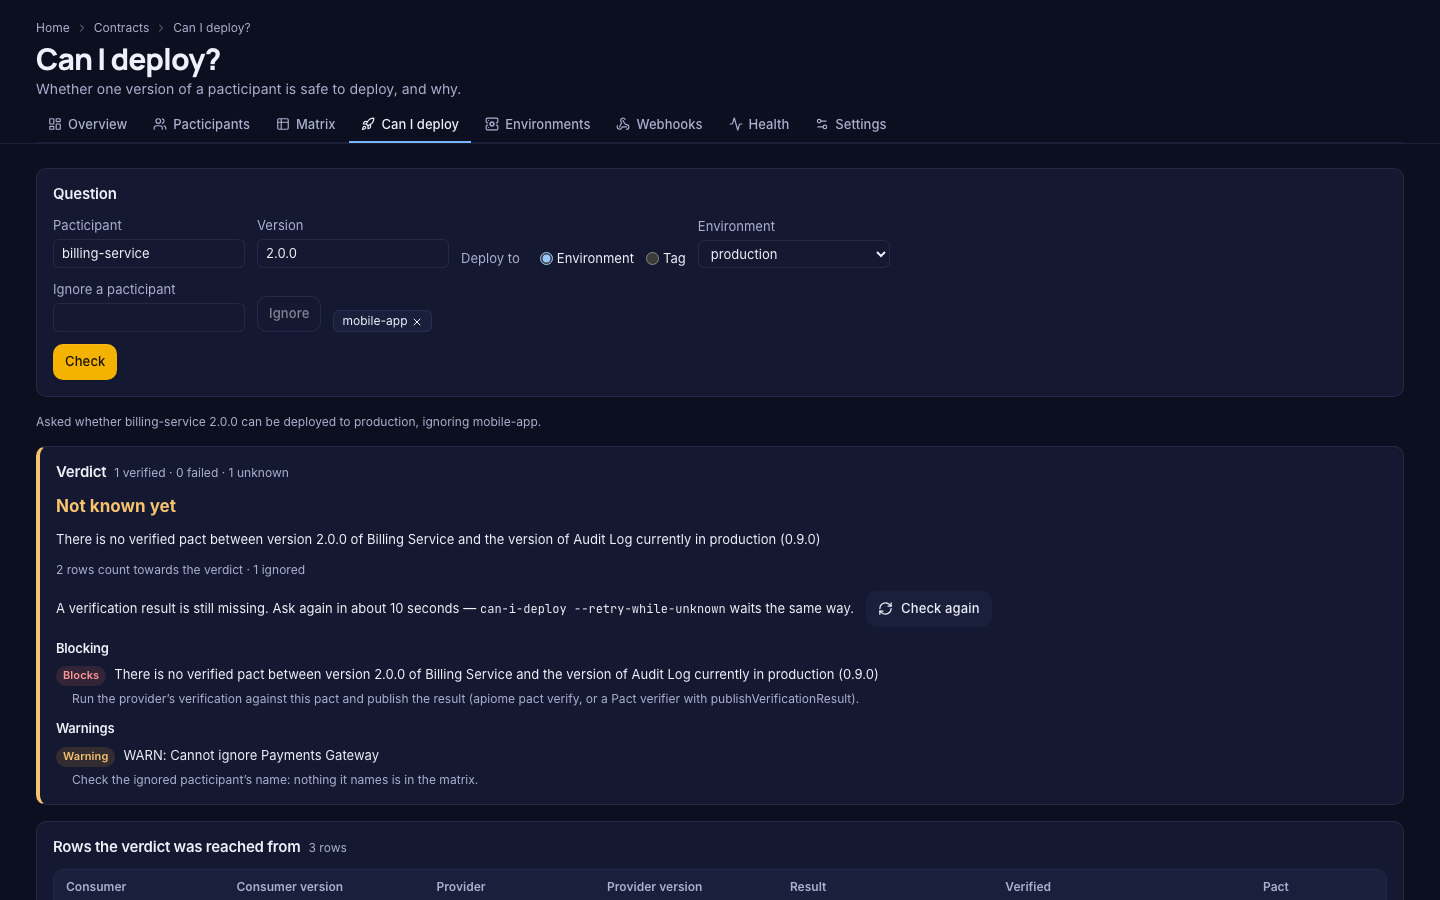 Home > Contracts > Can I deploy?
Can I deploy?
Whether one version of a pacticipant is safe to deploy, and why.
Overview Pacticipants Matrix Can I deploy Environments Webhooks Health Settings
Question
Pacticipant Version Environment
billing-service 2.0.0 Deploy to Environment Tag production
Ignore a pacticipant
Ignore mobile-app ×
Check
Asked whether billing-service 2.0.0 can be deployed to production, ignoring mobile-app.
Verdict 1 verified · 0 failed · 1 unknown
Not known yet
There is no verified pact between version 2.0.0 of Billing Service and the version of Audit Log currently in production (0.9.0)
2 rows count towards the verdict · 1 ignored
A verification result is still missing. Ask again in about 10 seconds — can-i-deploy --retry-while-unknown waits the same way. Check again
Blocking
Blocks There is no verified pact between version 2.0.0 of Billing Service and the version of Audit Log currently in production (0.9.0)
Run the provider’s verification against this pact and publish the result (apiome pact verify, or a Pact verifier with publishVerificationResult).
Warnings
Warning WARN: Cannot ignore Payments Gateway
Check the ignored pacticipant’s name: nothing it names is in the matrix.
Rows the verdict was reached from 3 rows
Consumer Consumer version Provider Provider version Result Verified Pact